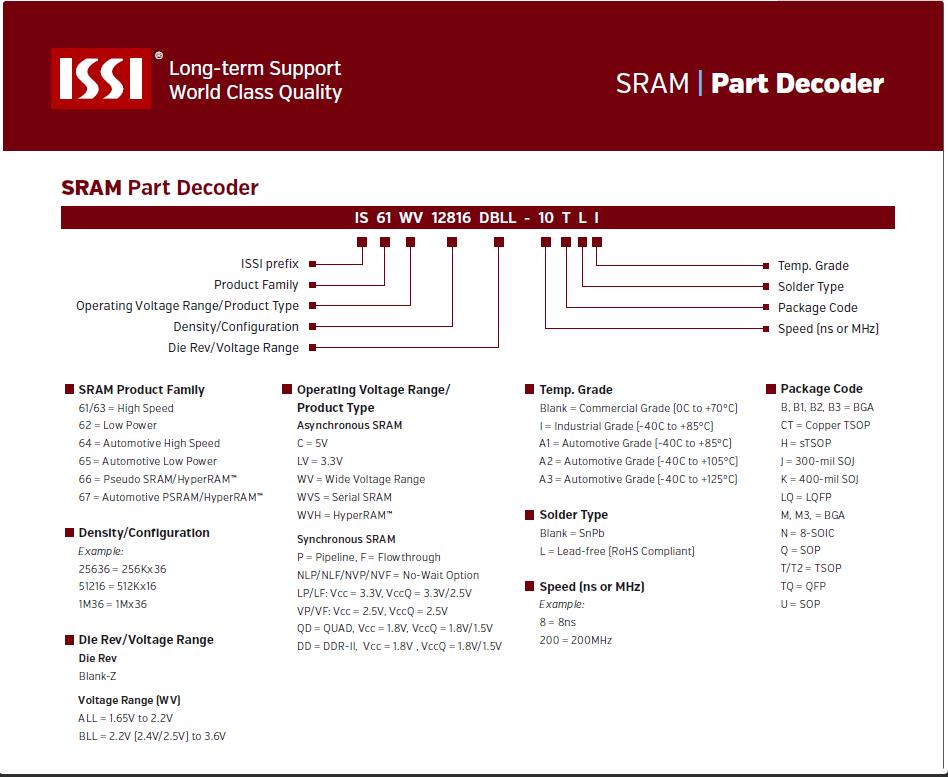 ISSI®
Long-term Support
World Class Quality
SRAM | Part Decoder
SRAM Part Decoder
IS 61 WV 12816 DBLL - 10 T L I
ISSI prefix
Product Family
Operating Voltage Range/Product Type
Density/Configuration
Die Rev/Voltage Range
Temp. Grade
Solder Type
Package Code
Speed (ns or MHz)
SRAM Product Family
61/63 = High Speed
62 = Low Power
64 = Automotive High Speed
65 = Automotive Low Power
66 = Pseudo SRAM/HyperRAM™
67 = Automotive PSRAM/HyperRAM™
Density/Configuration
Example:
25636 = 256Kx36
51216 = 512Kx16
1M36 = 1Mx36
Die Rev/Voltage Range
Die Rev
Blank-Z
Voltage Range (WV)
ALL = 1.65V to 2.2V
BLL = 2.2V (2.4V/2.5V) to 3.6V
Operating Voltage Range/
Product Type
Asynchronous SRAM
C = 5V
LV = 3.3V
WV = Wide Voltage Range
WVS = Serial SRAM
WVH = HyperRAM™
Synchronous SRAM
P = Pipeline, F = Flowthrough
NLP/NLF/NVP/NVF = No-Wait Option
LP/LF: Vcc = 3.3V, VccQ = 3.3V/2.5V
VP/VF: Vcc = 2.5V, VccQ = 2.5V
QD = QUAD, Vcc = 1.8V, VccQ = 1.8V/1.5V
DD = DDR-II, Vcc = 1.8V , VccQ = 1.8V/1.5V
Temp. Grade
Blank = Commercial Grade (0C to +70°C)
I = Industrial Grade (-40C to +85°C)
A1 = Automotive Grade (-40C to +85°C)
A2 = Automotive Grade (-40C to +105°C)
A3 = Automotive Grade (-40C to +125°C)
Solder Type
Blank = SnPb
L = Lead-free (RoHS Compliant)
Speed (ns or MHz)
Example:
8 = 8ns
200 = 200MHz
Package Code
B, B1, B2, B3 = BGA
CT = Copper TSOP
H = sTSOP
J = 300-mil SOJ
K = 400-mil SOJ
LQ = LQFP
M, M3, = BGA
N = 8-SOIC
Q = SOP
T/T2 = TSOP
TQ = QFP
U = SOP